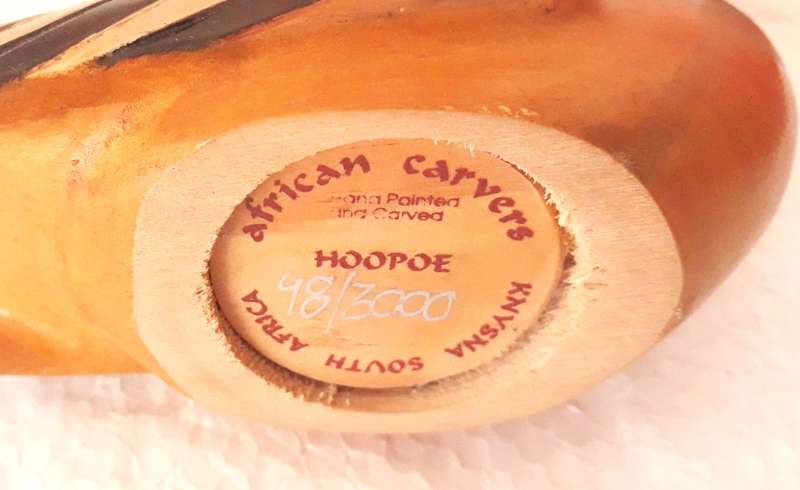 african carvers
Hand Painted
and Carved
HOOPOE
48/3000
KNYSNA SOUTH AFRICA